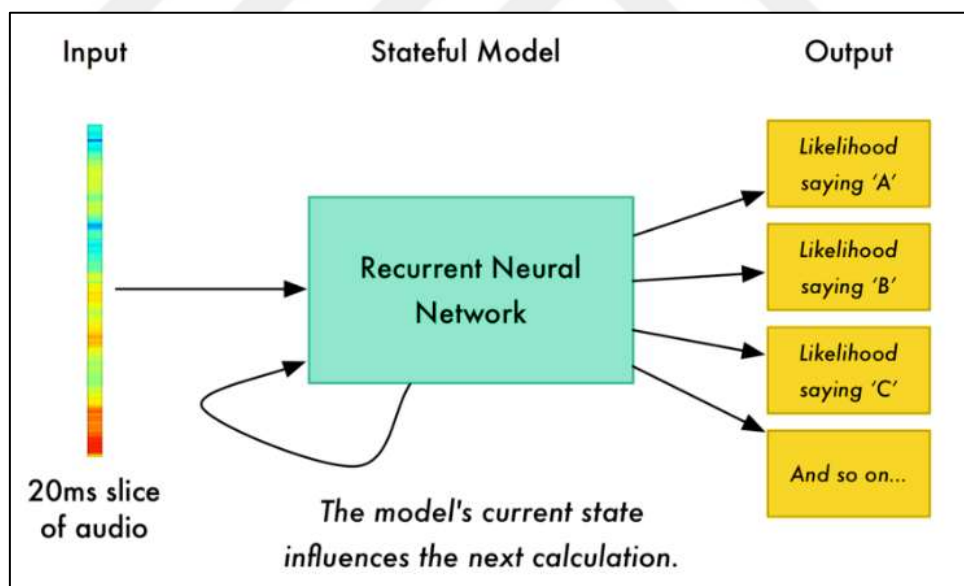 Input
Stateful Model
Output
20ms slice
of audio
Recurrent Neural
Network
The model's current state
influences the next calculation.
Likelihood
saying ‘A’
Likelihood
saying ‘B’
Likelihood
saying ‘C’
And so on...